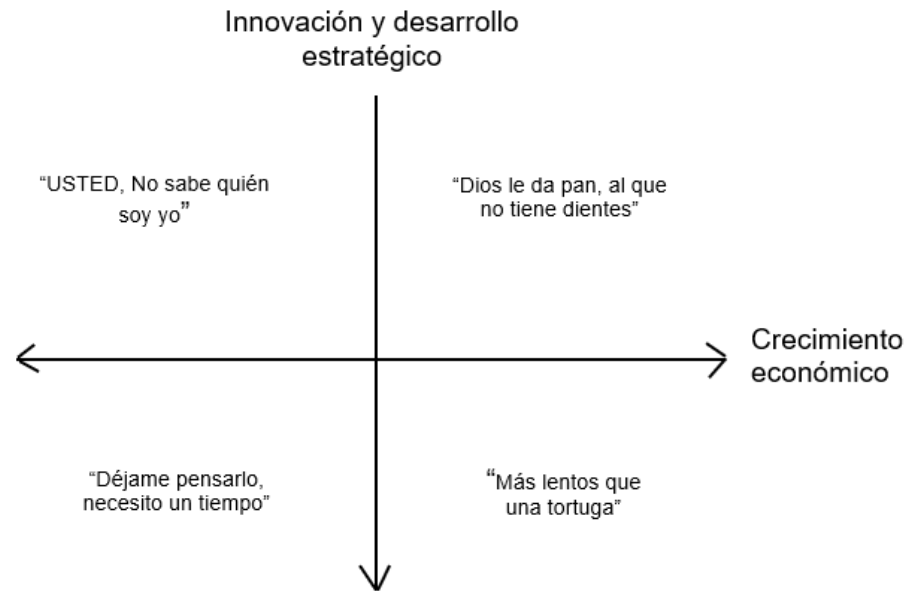 Innovación y desarrollo
estratégico
“USTED, No sabe quién
soy yo”
“Dios le da pan, al que
no tiene dientes”
Crecimiento
económico
“Déjame pensarlo,
necesito un tiempo”
“Más lentos que
una tortuga”